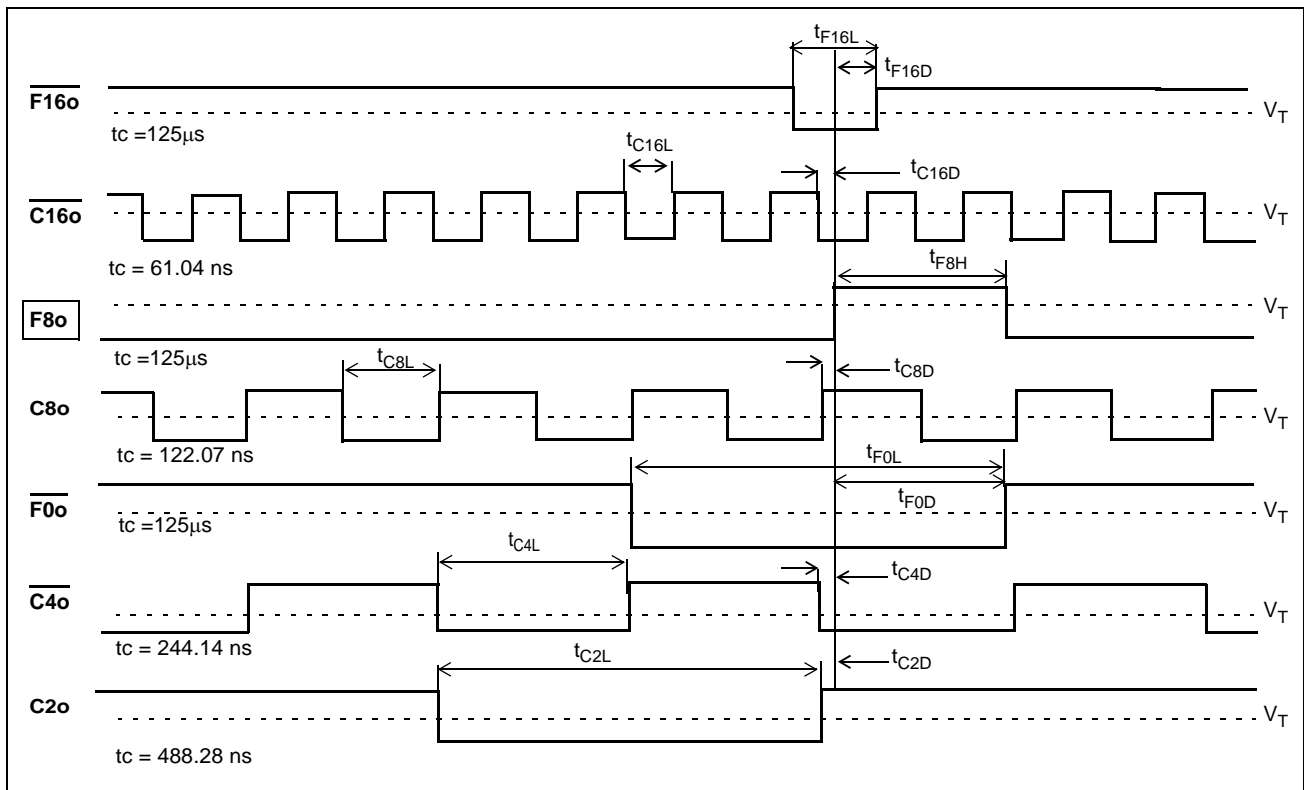 tF16L
tF16D
F16o
VT
tc =125μs
tC16L
tC16D
C16o
VT
tc = 61.04 ns
tF8H
F8o
VT
tc =125μs
tC8L
tC8D
C8o
VT
tc = 122.07 ns
tF0L
F0o
tF0D
VT
tc =125μs
tC4L
tC4D
C4o
VT
tc = 244.14 ns
tC2L
tC2D
C2o
VT
tc = 488.28 ns